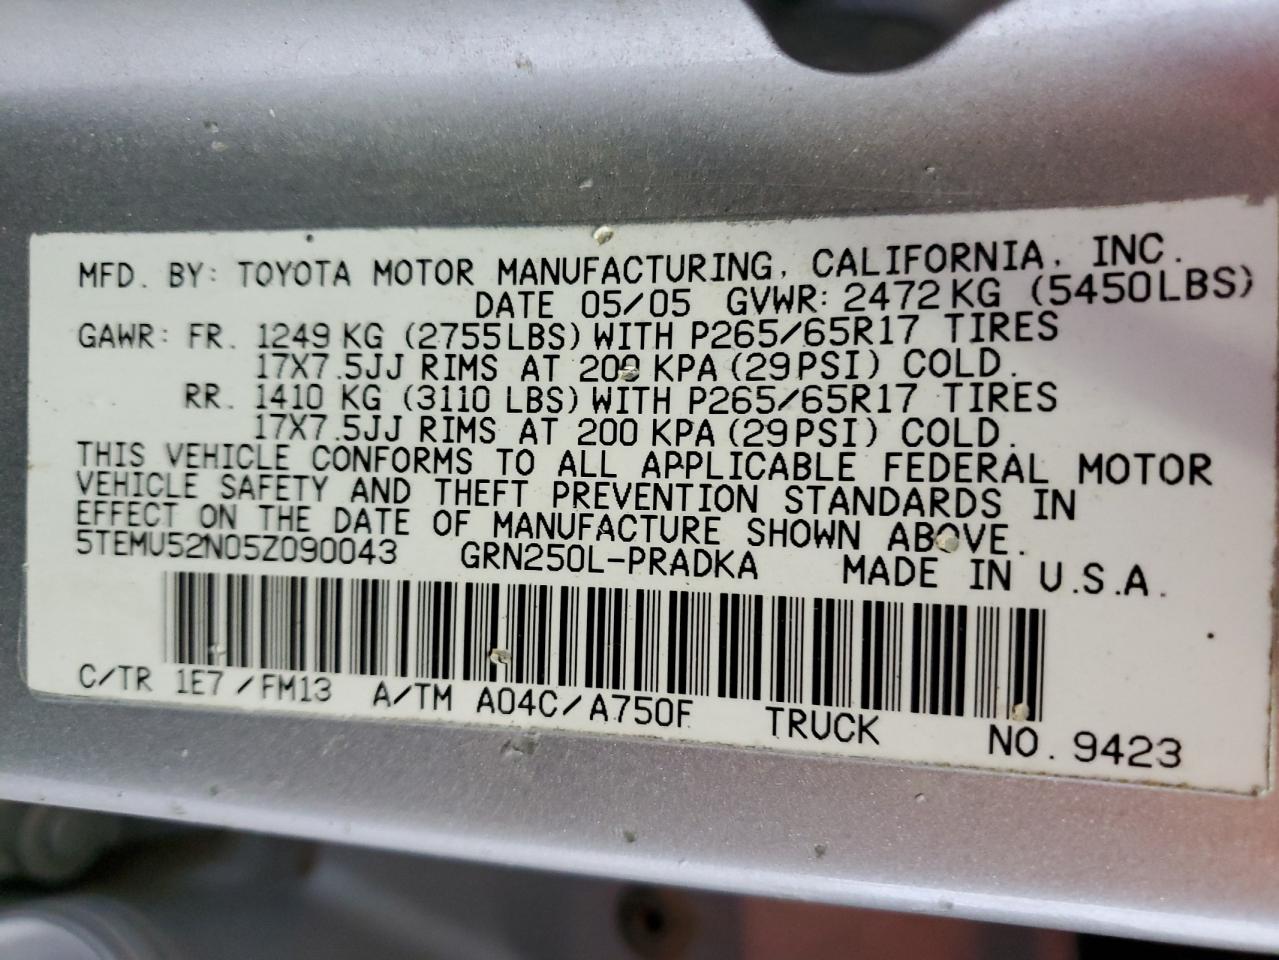 MFD. BY: TOYOTA MOTOR MANUFACTURING, CALIFORNIA, INC.
DATE 05/05 GVWR: 2472 KG (5450LBS)
GAWR: FR. 1249 KG (2755LBS) WITH P265/65R17 TIRES
17X7.5JJ RIMS AT 200 KPA (29PSI) COLD.
RR. 1410 KG (3110 LBS) WITH P265/65R17 TIRES
17X7.5JJ RIMS AT 200 KPA (29PSI) COLD.
THIS VEHICLE CONFORMS TO ALL APPLICABLE FEDERAL MOTOR
VEHICLE SAFETY AND THEFT PREVENTION STANDARDS IN
EFFECT ON THE DATE OF MANUFACTURE SHOWN ABOVE.
5TEMU52N05Z090043 GRN250L-PRADKA MADE IN U.S.A.
C/TR 1E7/FM13 A/TM A04C/A750F TRUCK NO. 9423